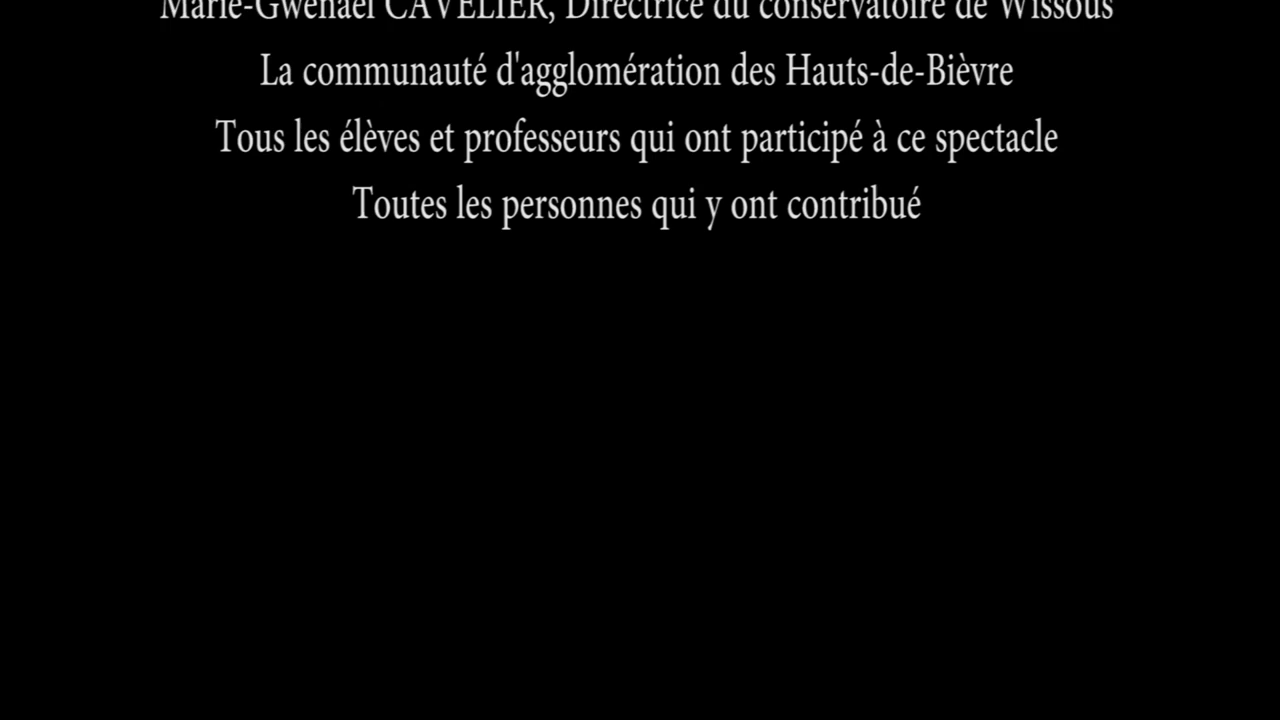 Marie-Gwenaël CAVELIER, Directrice du conservatoire de Wissous
La communauté d'agglomération des Hauts-de-Bièvre
Tous les élèves et professeurs qui ont participé à ce spectacle
Toutes les personnes qui y ont contribué